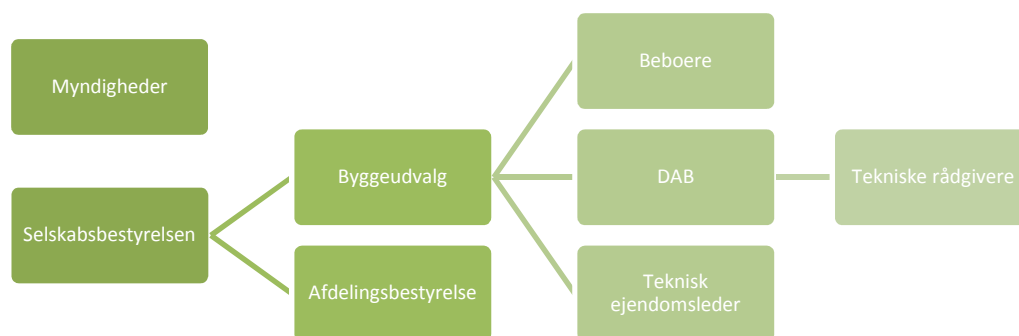 Myndigheder
Selskabsbestyrelsen
Byggeudvalg
Afdelingsbestyrelse
Beboere
DAB
Teknisk
ejendomsleder
Tekniske rådgivere